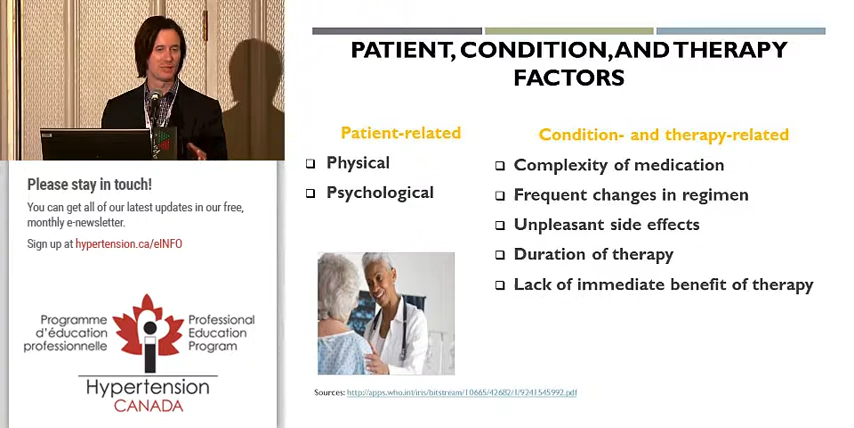 PATIENT, CONDITION, AND THERAPY
FACTORS
Patient-related
Physical
Psychological
Condition- and therapy-related
Complexity of medication
Frequent changes in regimen
Unpleasant side effects
Duration of therapy
Lack of immediate benefit of therapy
Sources: http://apps.who.int/iris/bitstream/10665/42682/1/9241545992.pdf
Please stay in touch!
You can get all of our latest updates in our free,
monthly e-newsletter.
Sign up at hypertension.ca/eINFO
Programme
d'éducation
professionnelle
Professional
Education
Program
Hypertension
CANADA